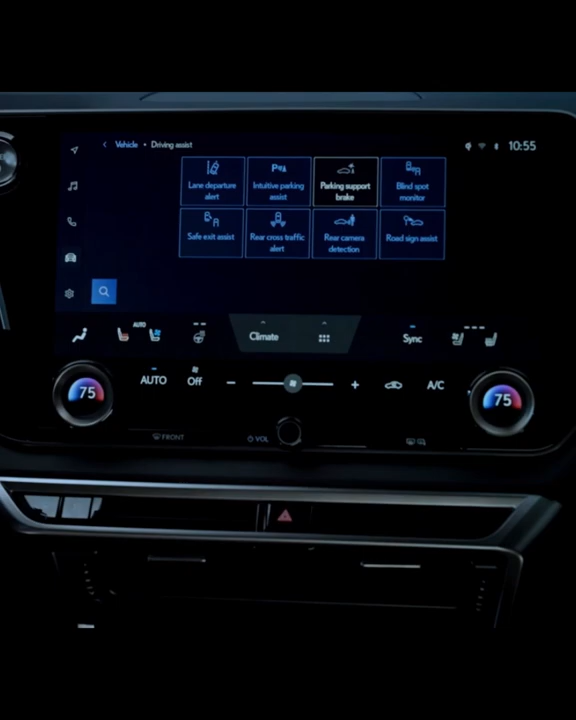 Vehicle • Driving assist
10:55
Lane departure
alert
P
Intuitive parking
assist
Parking support
brake
Blind spot
monitor
Safe exit assist
Rear cross traffic
alert
Rear camera
detection
Road sign assist
AUTO
Climate
Sync
75
AUTO
Off
−
+
A/C
75
FRONT
VOL